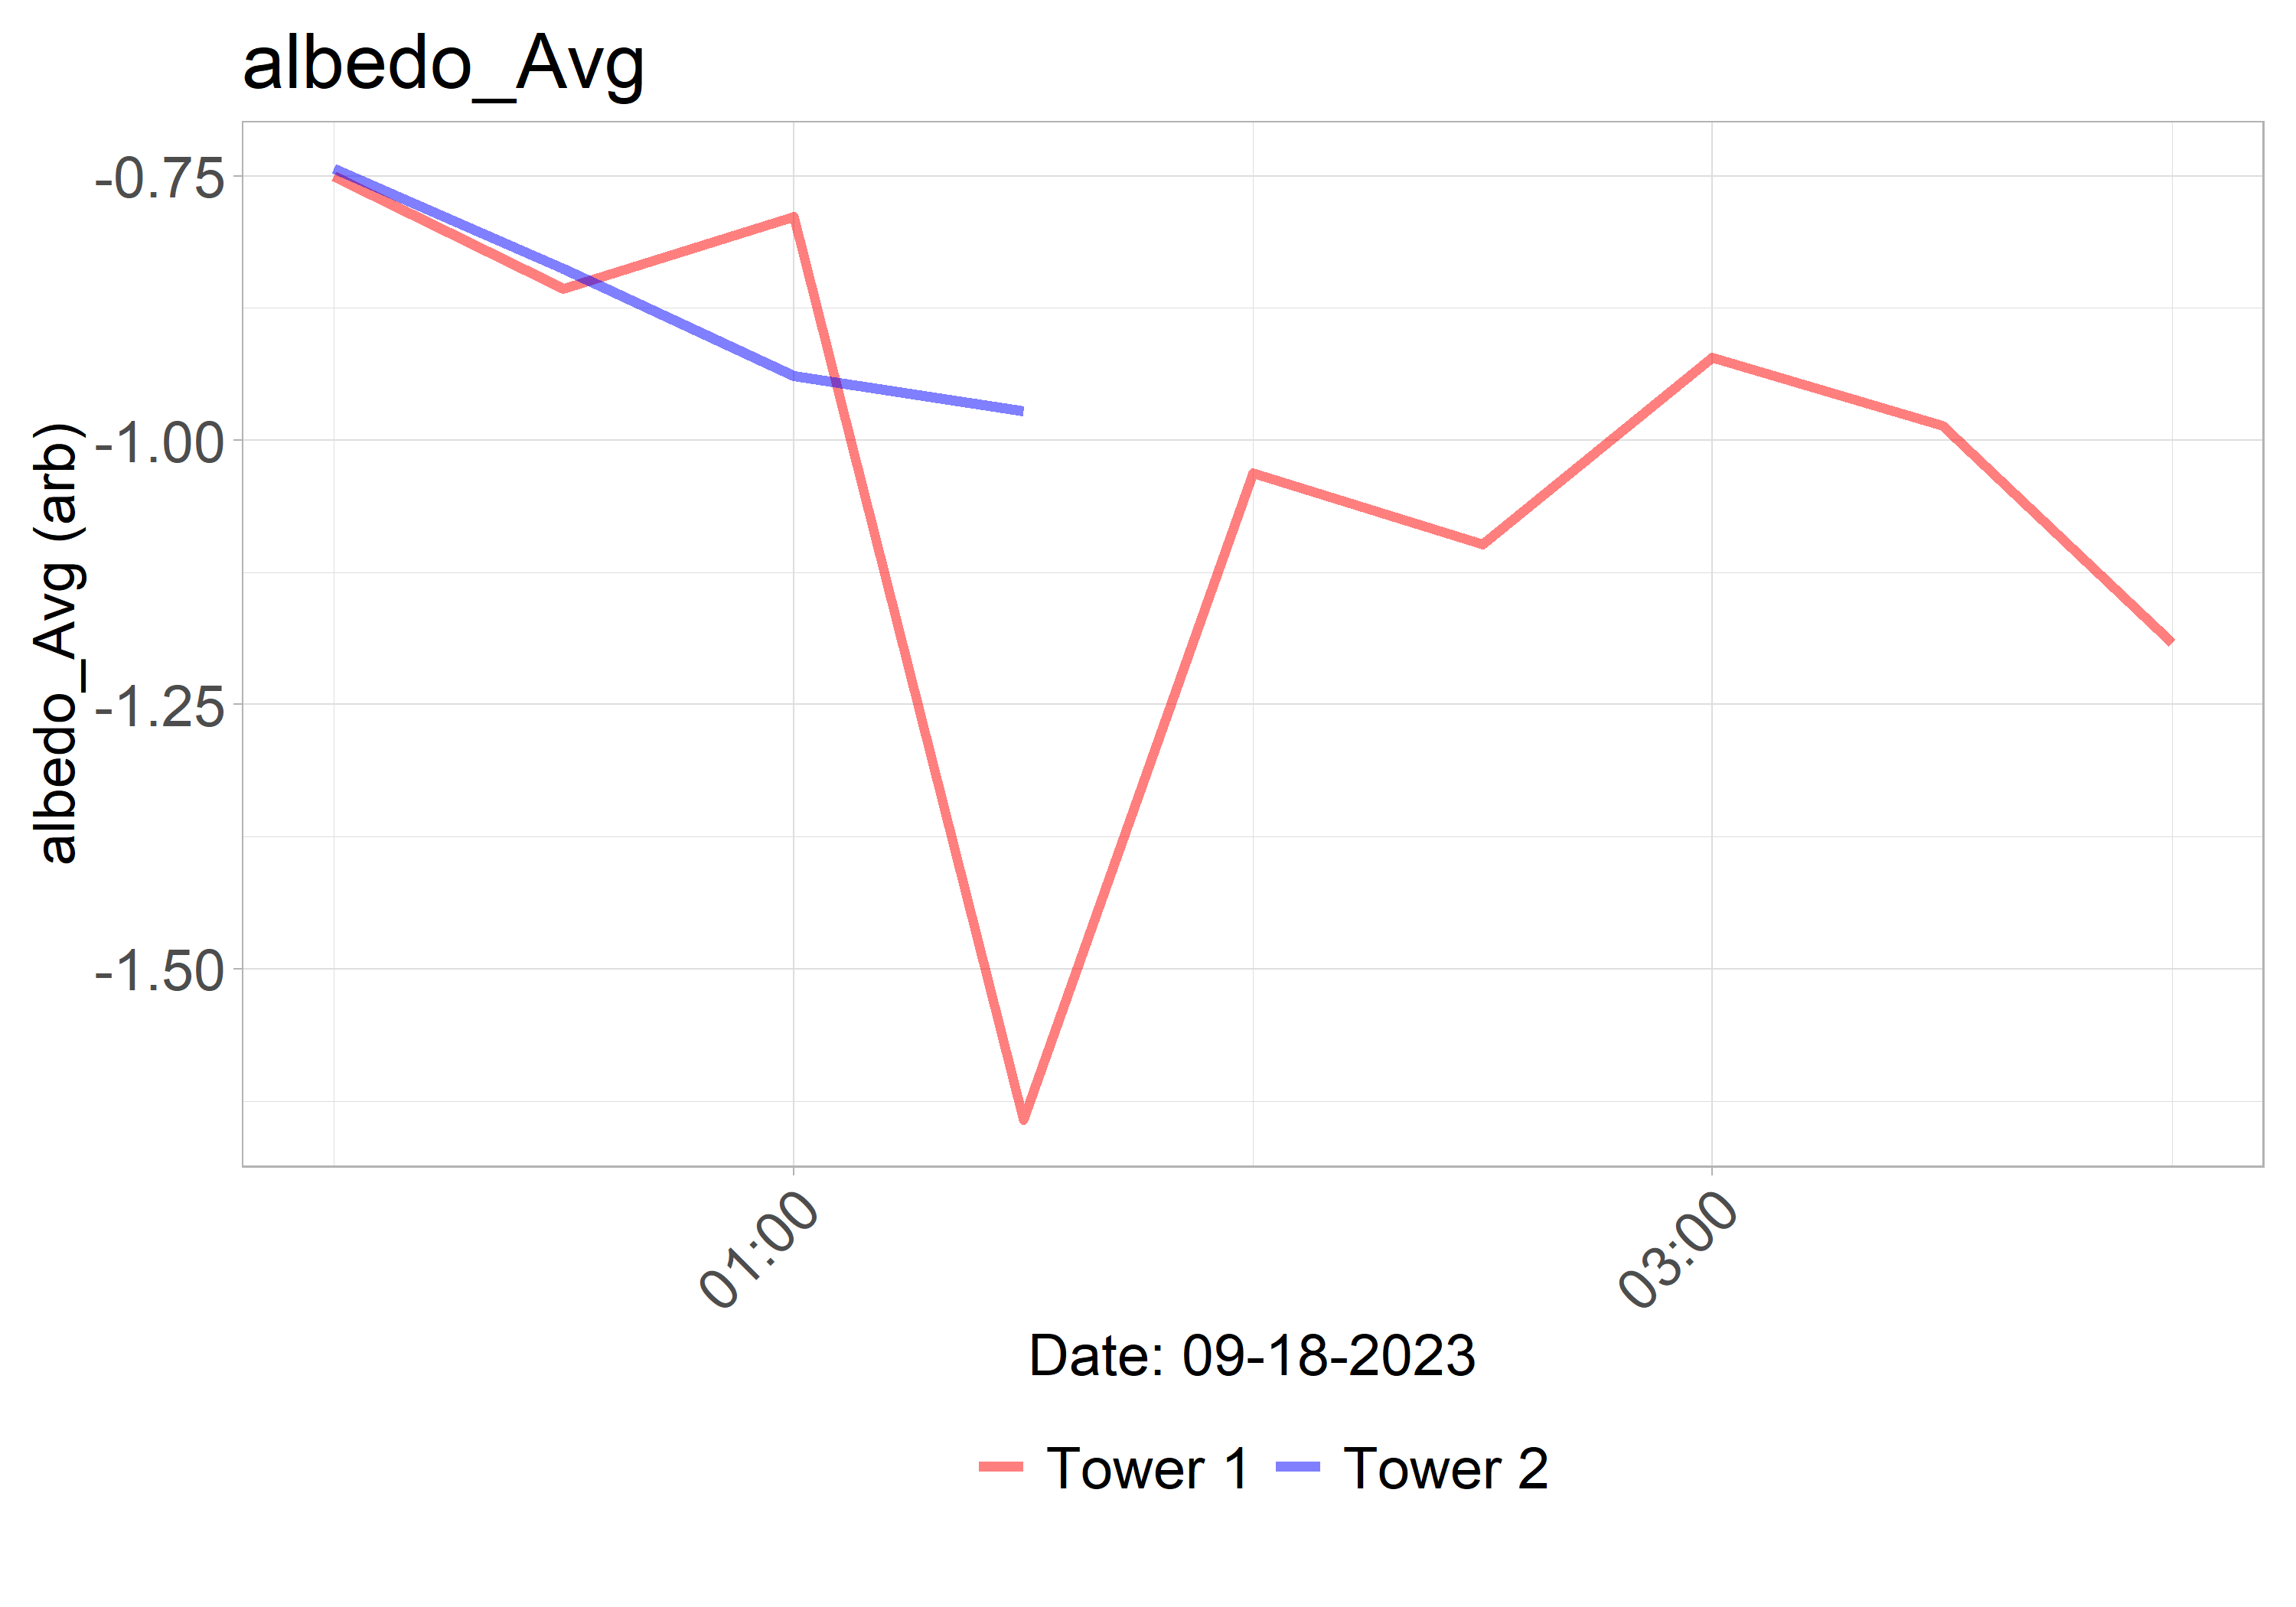 albedo_Avg
albedo_Avg (arb)
-0.75
-1.00
-1.25
-1.50
01:00
03:00
Date: 09-18-2023
Tower 1
Tower 2